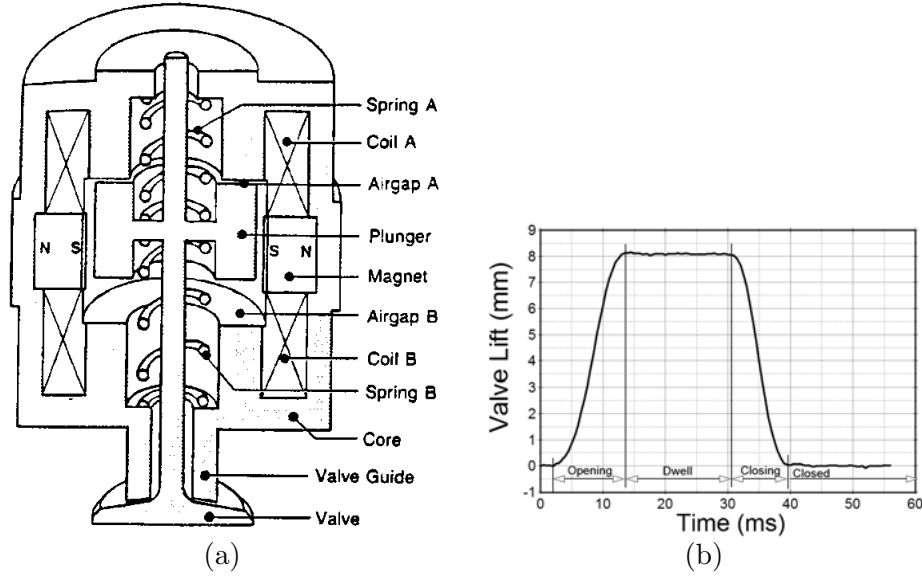 Spring A
Coil A
Airgap A
Plunger
N S
S N
Magnet
Airgap B
Coil B
Spring B
Core
Valve Guide
Valve
(a)
Valve Lift (mm)
9
8
7
6
5
4
3
2
1
0
-1
Opening
Dwell
Closing
Closed
0 10 20 30 40 50 60
Time (ms)
(b)